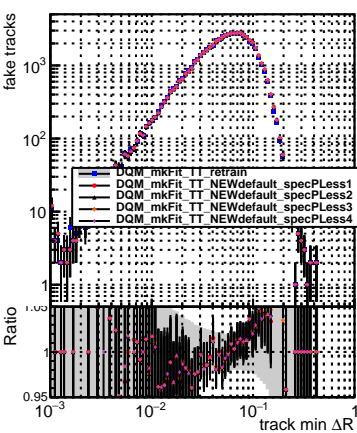 fake tracks
10³
10²
10
1
DQM_mkFit_TT_retrain
DQM_mkFit_TT_NEWdefault_specPLess1
DQM_mkFit_TT_NEWdefault_specPLess2
DQM_mkFit_TT_NEWdefault_specPLess3
DQM_mkFit_TT_NEWdefault_specPLess4
Ratio
1.05
1
0.95
10⁻³ 10⁻² 10⁻¹ 1
track min ΔR